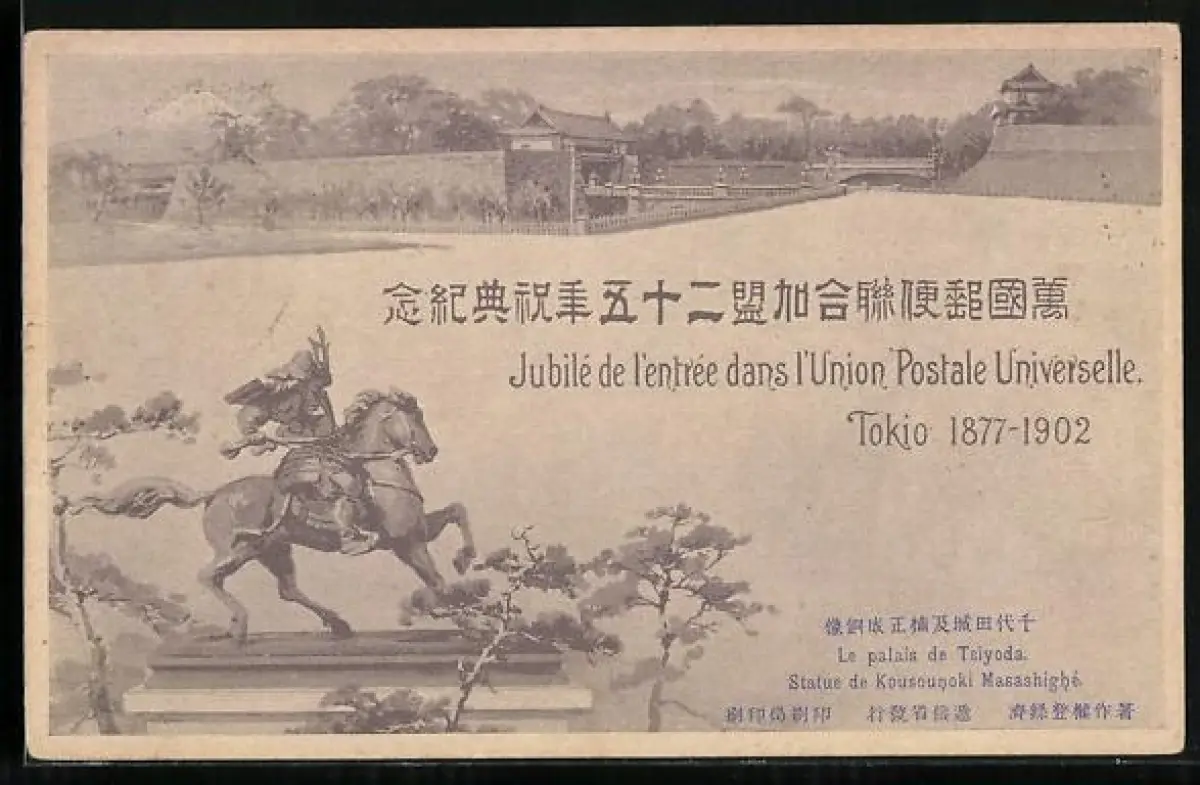 萬國郵便聯合加盟二十五年祝典紀念
Jubilé de l'entrée dans l'Union Postale Universelle.
Tokio 1877-1902
千代田城及楠正成銅像
Le palais de Tsiyoda.
Statue de Kousounoki Masashighé.
著作權登錄濟 遞信省發行 印刷局印刷